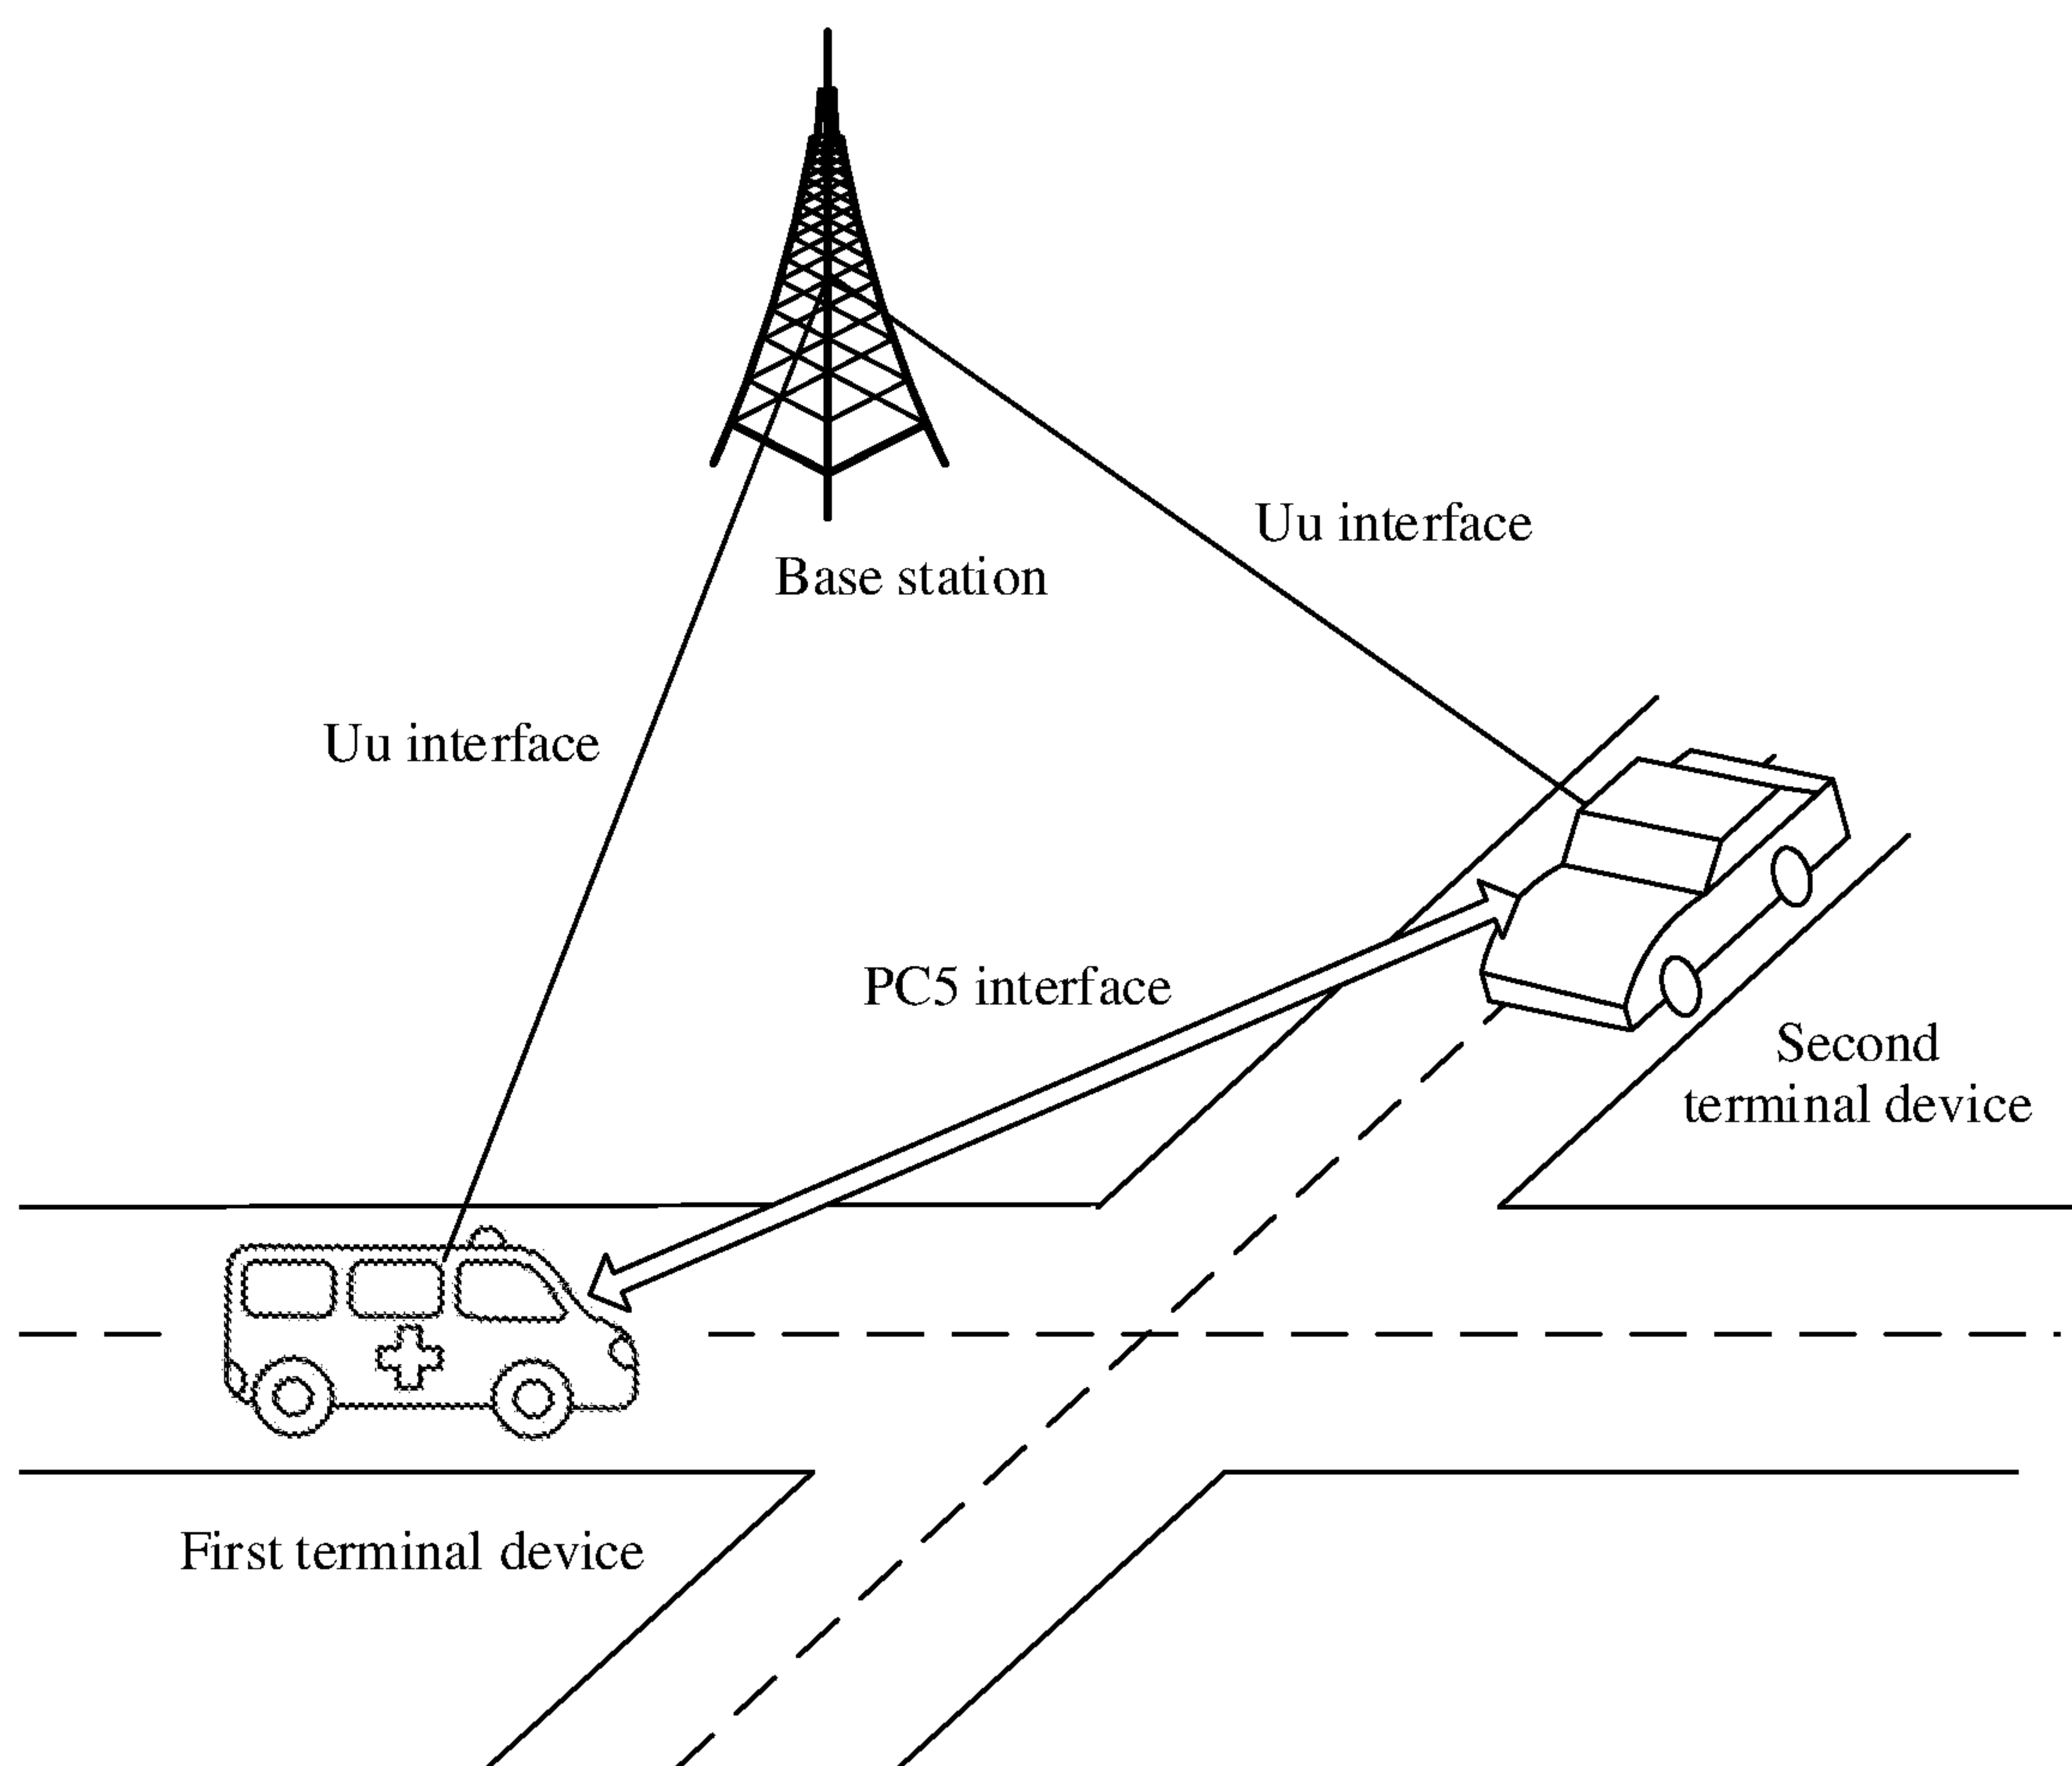 Uu interface
Base station
Uu interface
PC5 interface
Second
terminal device
First terminal device